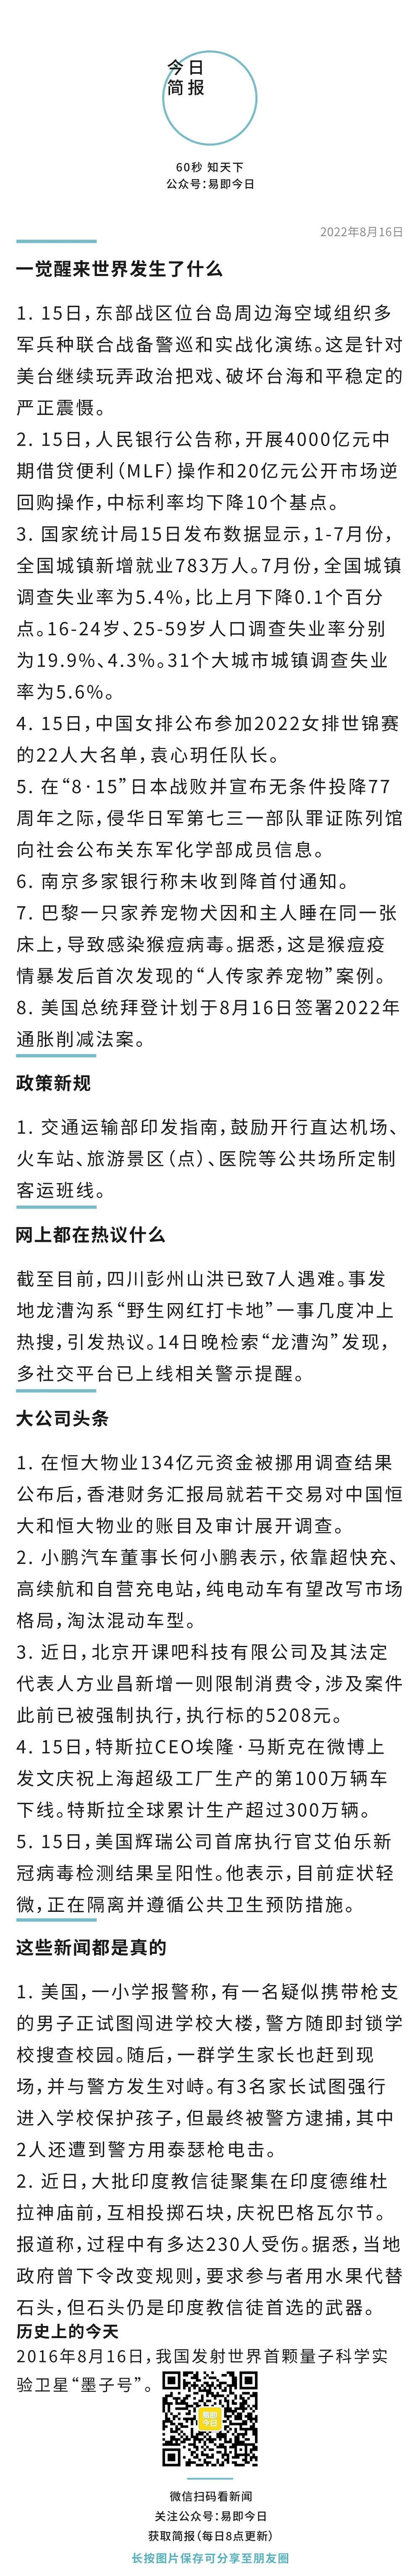 今日
简报
60秒 知天下
公众号：易即今日
2022年8月16日
一觉醒来世界发生了什么
1. 15日，东部战区位台岛周边海空域组织多
军兵种联合战备警巡和实战化演练。这是针对
美台继续玩弄政治把戏、破坏台海和平稳定的
严正震慑。
2. 15日，人民银行公告称，开展4000亿元中
期借贷便利（MLF）操作和20亿元公开市场逆
回购操作，中标利率均下降10个基点。
3. 国家统计局15日发布数据显示，1-7月份，
全国城镇新增就业783万人。7月份，全国城镇
调查失业率为5.4%，比上月下降0.1个百分
点。16-24岁、25-59岁人口调查失业率分别
为19.9%、4.3%。31个大城市城镇调查失业
率为5.6%。
4. 15日，中国女排公布参加2022女排世锦赛
的22人大名单，袁心玥任队长。
5. 在“8·15”日本战败并宣布无条件投降77
周年之际，侵华日军第七三一部队罪证陈列馆
向社会公布关东军化学部成员信息。
6. 南京多家银行称未收到降首付通知。
7. 巴黎一只家养宠物犬因和主人睡在同一张
床上，导致感染猴痘病毒。据悉，这是猴痘疫
情暴发后首次发现的“人传家养宠物”案例。
8. 美国总统拜登计划于8月16日签署2022年
通胀削减法案。
政策新规
1. 交通运输部印发指南，鼓励开行直达机场、
火车站、旅游景区（点）、医院等公共场所定制
客运班线。
网上都在热议什么
截至目前，四川彭州山洪已致7人遇难。事发
地龙漕沟系“野生网红打卡地”一事几度冲上
热搜，引发热议。14日晚检索“龙漕沟”发现，
多社交平台已上线相关警示提醒。
大公司头条
1. 在恒大物业134亿元资金被挪用调查结果
公布后，香港财务汇报局就若干交易对中国恒
大和恒大物业的账目及审计展开调查。
2. 小鹏汽车董事长何小鹏表示，依靠超快充、
高续航和自营充电站，纯电动车有望改写市场
格局，淘汰混动车型。
3. 近日，北京开课吧科技有限公司及其法定
代表人方业昌新增一则限制消费令，涉及案件
此前已被强制执行，执行标的5208元。
4. 15日，特斯拉CEO埃隆·马斯克在微博上
发文庆祝上海超级工厂生产的第100万辆车
下线。特斯拉全球累计生产超过300万辆。
5. 15日，美国辉瑞公司首席执行官艾伯乐新
冠病毒检测结果呈阳性。他表示，目前症状轻
微，正在隔离并遵循公共卫生预防措施。
这些新闻都是真的
1. 美国，一小学报警称，有一名疑似携带枪支
的男子正试图闯进学校大楼，警方随即封锁学
校搜查校园。随后，一群学生家长也赶到现
场，并与警方发生对峙。有3名家长试图强行
进入学校保护孩子，但最终被警方逮捕，其中
2人还遭到警方用泰瑟枪电击。
2. 近日，大批印度教信徒聚集在印度德维杜
拉神庙前，互相投掷石块，庆祝巴格瓦尔节。
报道称，过程中有多达230人受伤。据悉，当地
政府曾下令改变规则，要求参与者用水果代替
石头，但石头仍是印度教信徒首选的武器。
历史上的今天
2016年8月16日，我国发射世界首颗量子科学实
验卫星“墨子号”。
易即
今日
微信扫码看新闻
关注公众号：易即今日
获取简报（每日8点更新）
长按图片保存可分享至朋友圈